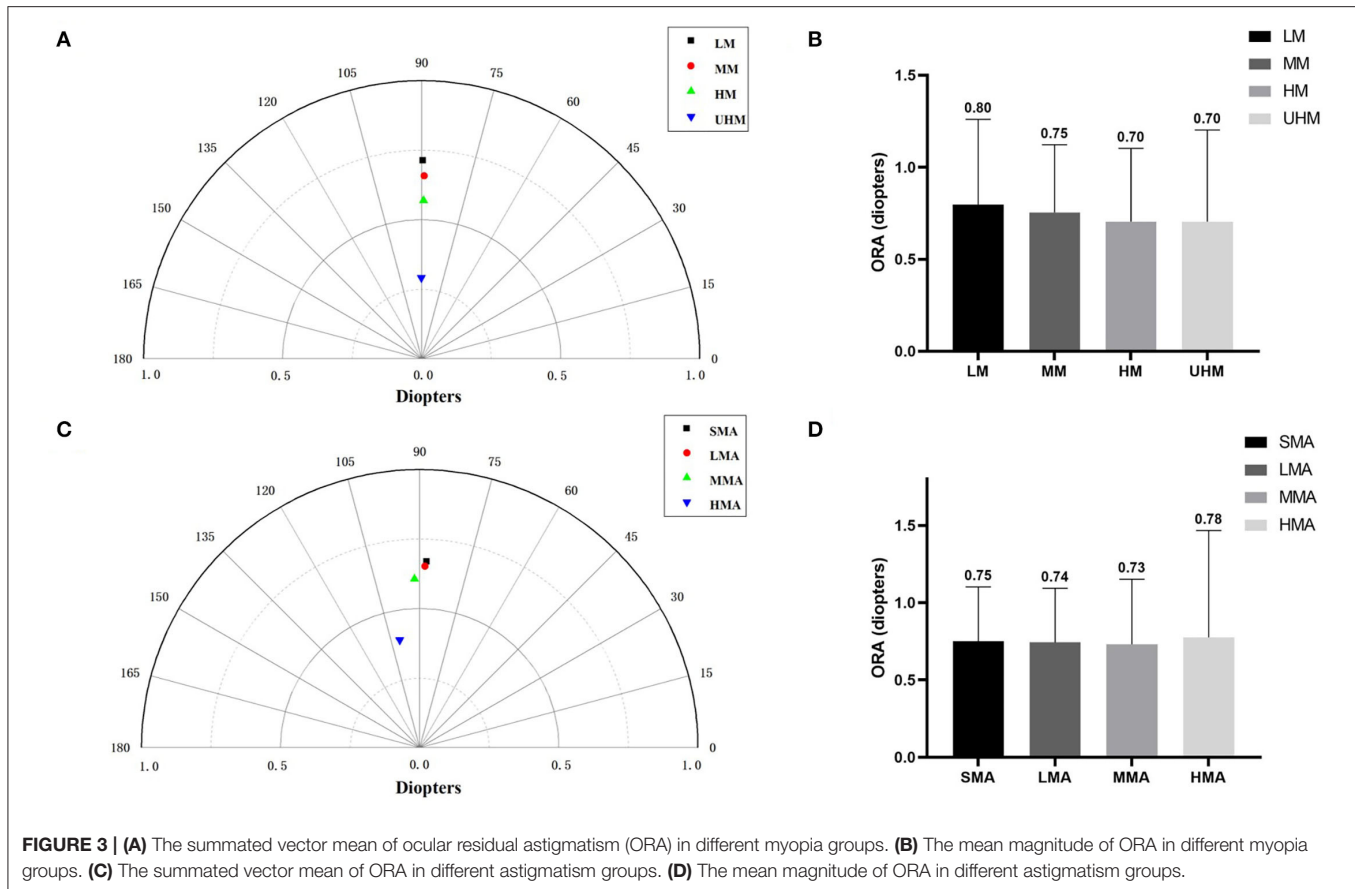 A
LM
MM
HM
UHM
90
105
75
120
60
135
45
150
30
165
15
180
0
1.0
0.5
0.0
0.5
1.0
Diopters
B
LM
MM
HM
UHM
1.5
1.0
0.5
0.0
ORA (diopters)
0.80
0.75
0.70
0.70
LM
MM
HM
UHM
C
SMA
LMA
MMA
HMA
90
105
75
120
60
135
45
150
30
165
15
180
0
1.0
0.5
0.0
0.5
1.0
Diopters
D
SMA
LMA
MMA
HMA
1.5
1.0
0.5
0.0
ORA (diopters)
0.75
0.74
0.73
0.78
SMA
LMA
MMA
HMA
FIGURE 3 | (A) The summated vector mean of ocular residual astigmatism (ORA) in different myopia groups. (B) The mean magnitude of ORA in different myopia
groups. (C) The summated vector mean of ORA in different astigmatism groups. (D) The mean magnitude of ORA in different astigmatism groups.